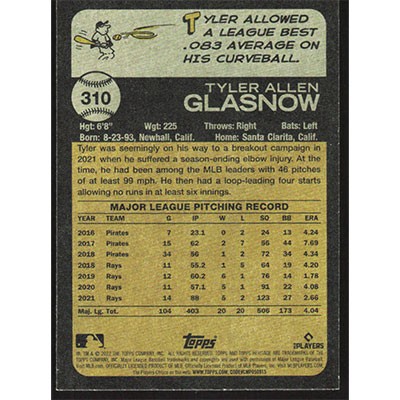 TYLER ALLOWED
A LEAGUE BEST
.083 AVERAGE ON
HIS CURVEBALL.
310
TYLER ALLEN
GLASNOW
Hgt: 6'8" Wgt: 225 Throws: Right Bats: Left
Born: 8-23-93, Newhall, Calif. Home: Santa Clarita, Calif.
Tyler was seemingly on his way to a breakout campaign in
2021 when he suffered a season-ending elbow injury. At the
time, he had been among the MLB leaders with 46 pitches
of at least 99 mph. He then had a loop-leading four starts
allowing no runs in at least six innings.
MAJOR LEAGUE PITCHING RECORD
YEAR TEAM G IP W L SO BB ERA
2016 Pirates 7 23.1 0 2 24 13 4.24
2017 Pirates 15 62 2 7 56 44 7.69
2018 Pirates 34 56 1 2 72 34 4.34
2018 Rays 11 55.2 1 5 64 19 4.20
2019 Rays 12 60.2 6 1 76 14 1.78
2020 Rays 11 57.1 5 1 91 22 4.08
2021 Rays 14 88 5 2 123 27 2.66
Maj. Lg. Tot. 104 403 20 20 506 173 4.04
Topps
PLAYERS